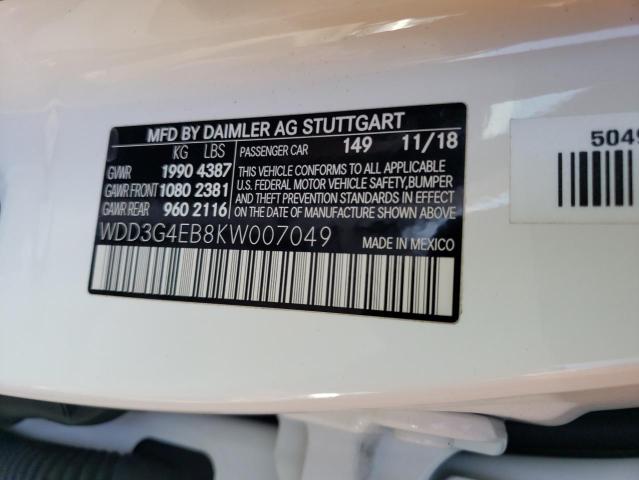 MFD BY DAIMLER AG STUTTGART
KG LBS
GVWR 1990 4387
GAWR FRONT 1080 2381
GAWR REAR 960 2116
PASSENGER CAR 149 11/18
THIS VEHICLE CONFORMS TO ALL APPLICABLE
U.S. FEDERAL MOTOR VEHICLE SAFETY,BUMPER
AND THEFT PREVENTION STANDARDS IN EFFECT
ON THE DATE OF MANUFACTURE SHOWN ABOVE.
WDD3G4EB8KW007049
MADE IN MEXICO